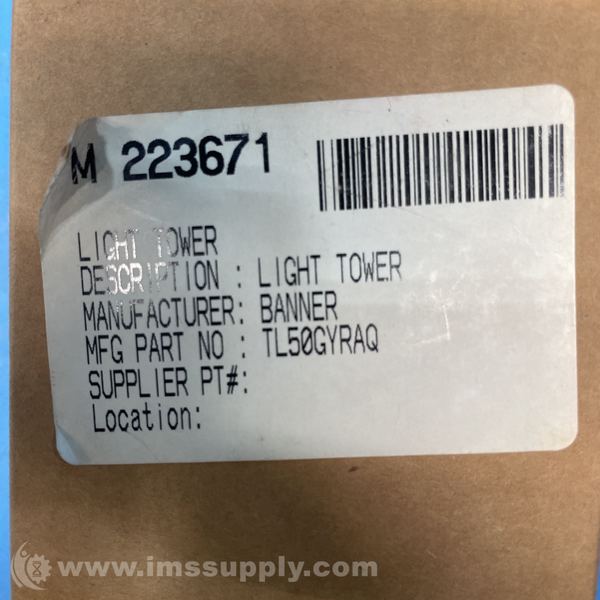 M 223671
LIGHT TOWER
DESCRIPTION : LIGHT TOWER
MANUFACTURER: BANNER
MFG PART NO : TL50GYRAQ
SUPPLIER PT#:
Location:
www.imssupply.com